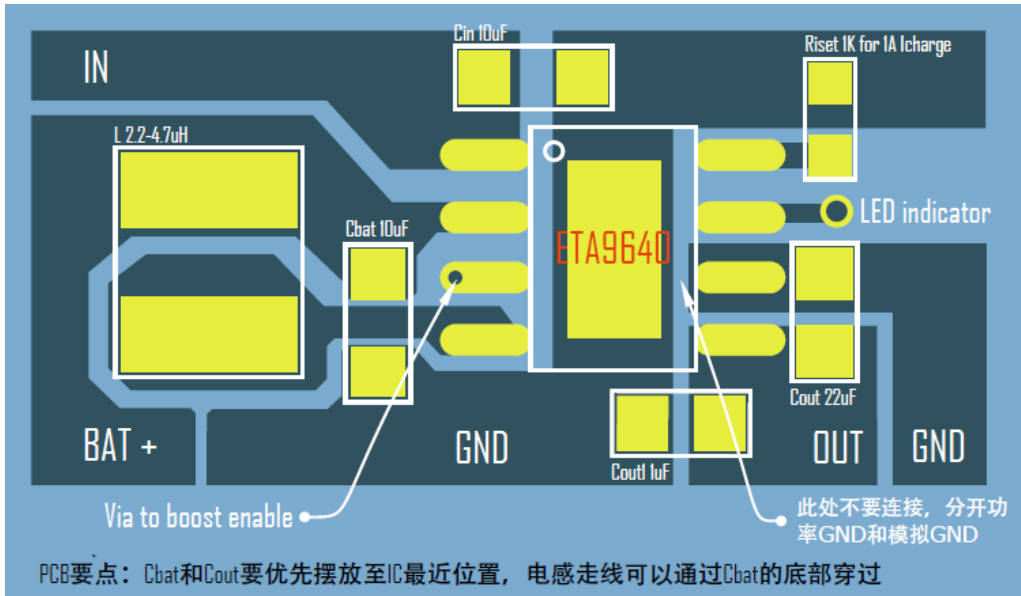 Cin 10uF
Riset 1K for 1A Icharge
IN
L 2.2-4.7uH
LED indicator
Cbat 10uF
ETA9640
Cout 22uF
BAT +
GND
OUT
GND
Cout1 1uF
Via to boost enable
此处不要连接，分开功
率GND和模拟GND
PCB要点：Cbat和Cout要优先摆放至IC最近位置，电感走线可以通过Cbat的底部穿过